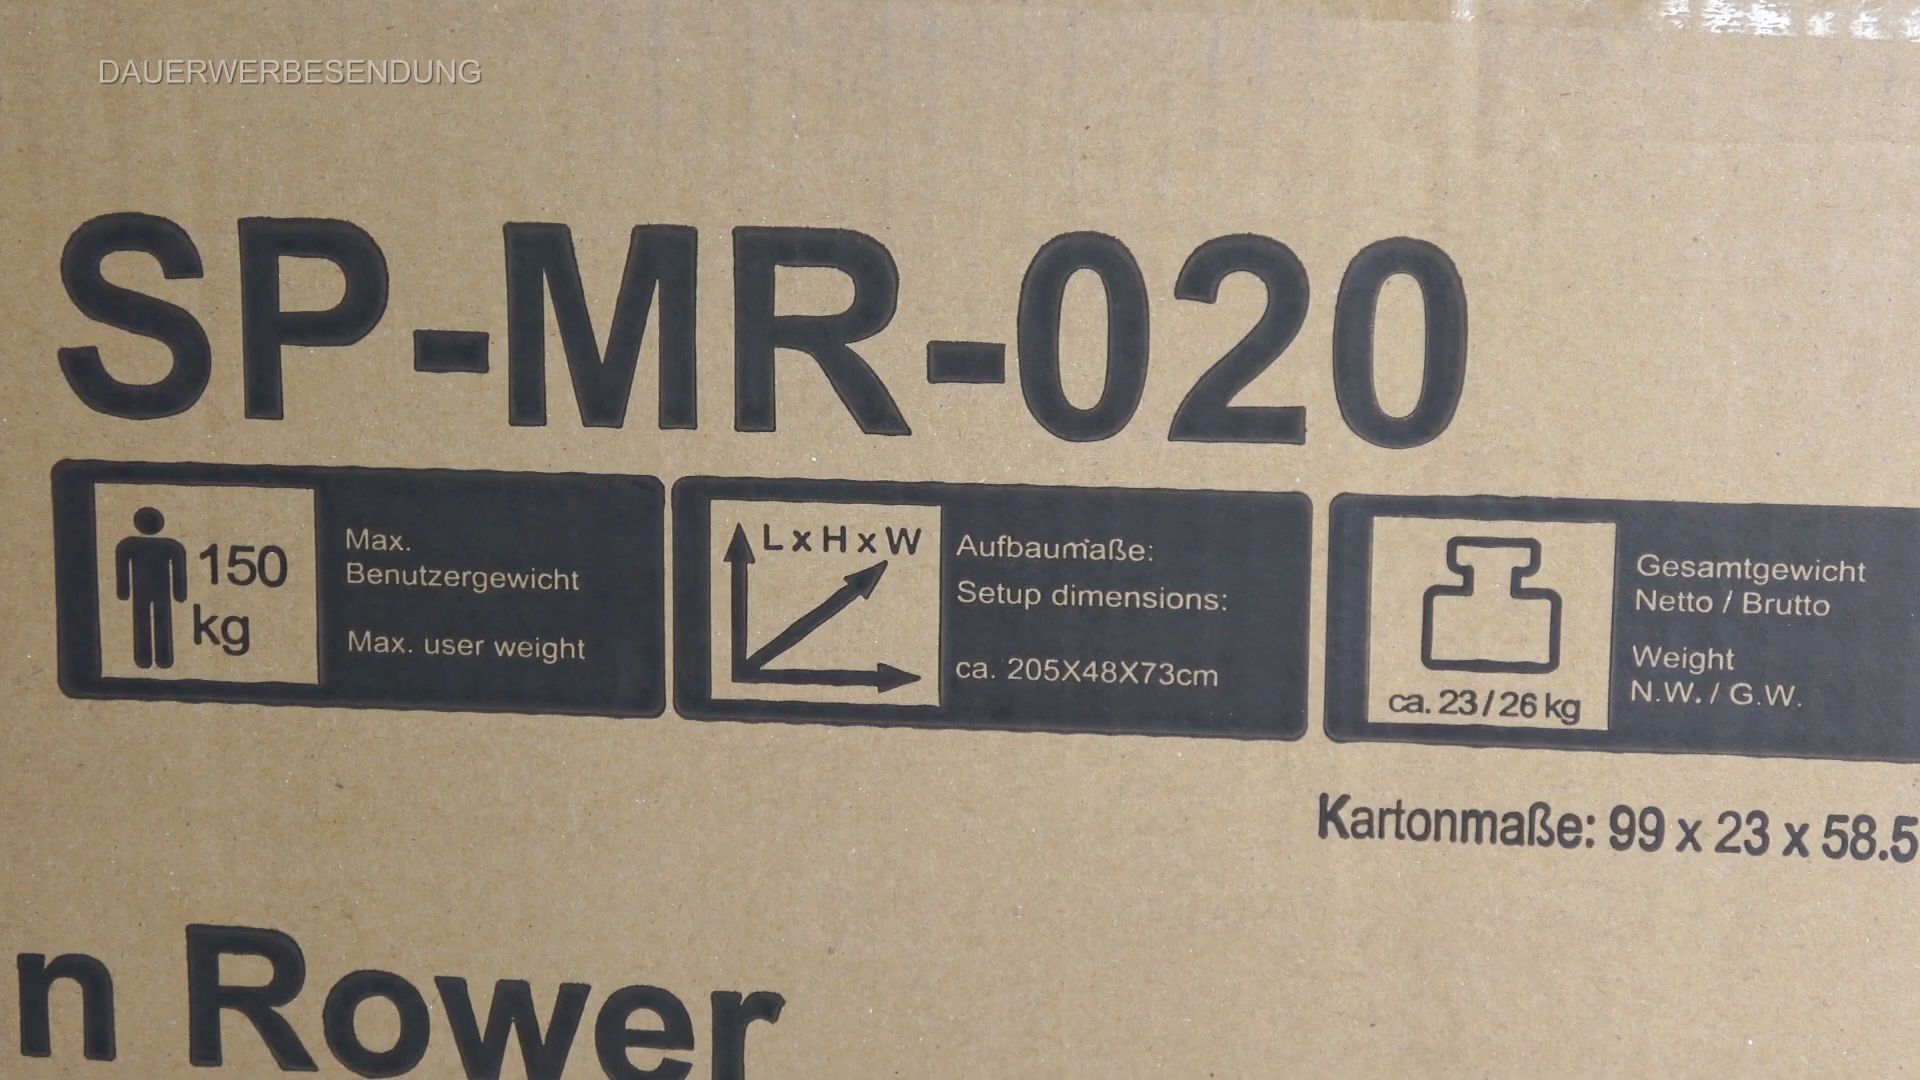 DAUERWERBESENDUNG
SP-MR-020
150
kg
Max.
Benutzergewicht
Max. user weight
L x H x W
Aufbaumaße:
Setup dimensions:
ca. 205X48X73cm
ca. 23 / 26 kg
Gesamtgewicht
Netto / Brutto
Weight
N.W. / G.W.
Kartonmaße: 99 x 23 x 58.5
n Rower